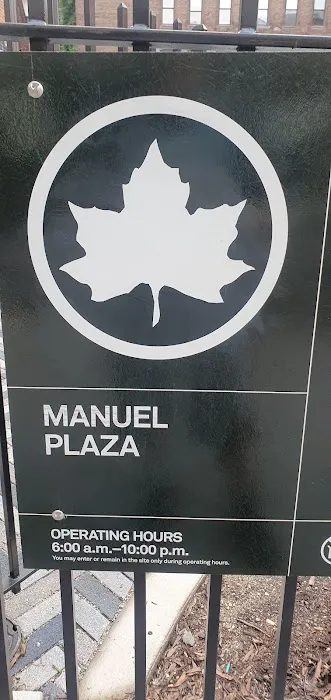 MANUEL
PLAZA
OPERATING HOURS
6:00 a.m.–10:00 p.m.
You may enter or remain in the site only during operating hours.